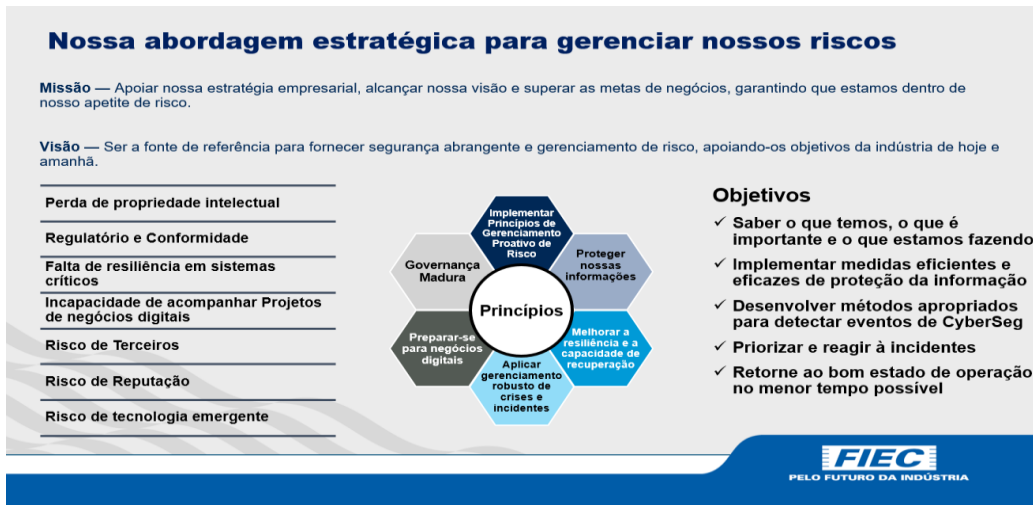 Nossa abordagem estratégica para gerenciar nossos riscos
Missão — Apoiar nossa estratégia empresarial, alcançar nossa visão e superar as metas de negócios, garantindo que estamos dentro de
nosso apetite de risco.
Visão — Ser a fonte de referência para fornecer segurança abrangente e gerenciamento de risco, apoiando-os objetivos da indústria de hoje e
amanhã.
Perda de propriedade intelectual
Regulatório e Conformidade
Falta de resiliência em sistemas
críticos
Incapacidade de acompanhar Projetos
de negócios digitais
Risco de Terceiros
Risco de Reputação
Risco de tecnologia emergente
Implementar
Princípios de
Gerenciamento
Proativo de
Risco
Proteger
nossas
informações
Melhorar a
resiliência e a
capacidade de
recuperação
Aplicar
gerenciamento
robusto de
crises e
incidentes
Preparar-se
para negócios
digitais
Governança
Madura
Princípios
Objetivos
✓ Saber o que temos, o que é
importante e o que estamos fazendo
✓ Implementar medidas eficientes e
eficazes de proteção da informação
✓ Desenvolver métodos apropriados
para detectar eventos de CyberSeg
✓ Priorizar e reagir à incidentes
✓ Retorne ao bom estado de operação
no menor tempo possível
FIEC
PELO FUTURO DA INDÚSTRIA